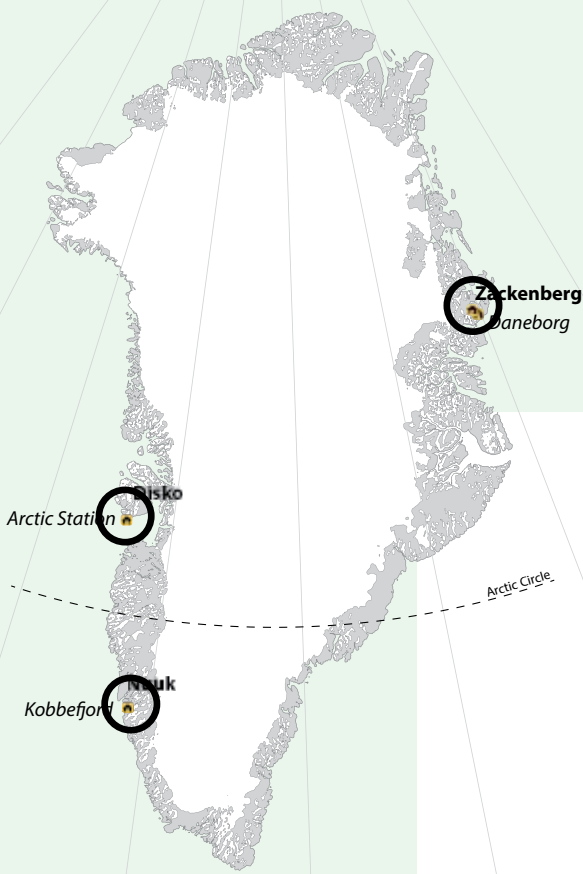 Zackenberg
Daneborg
Disko
Arctic Station
Arctic Circle
Nuuk
Kobbefjord